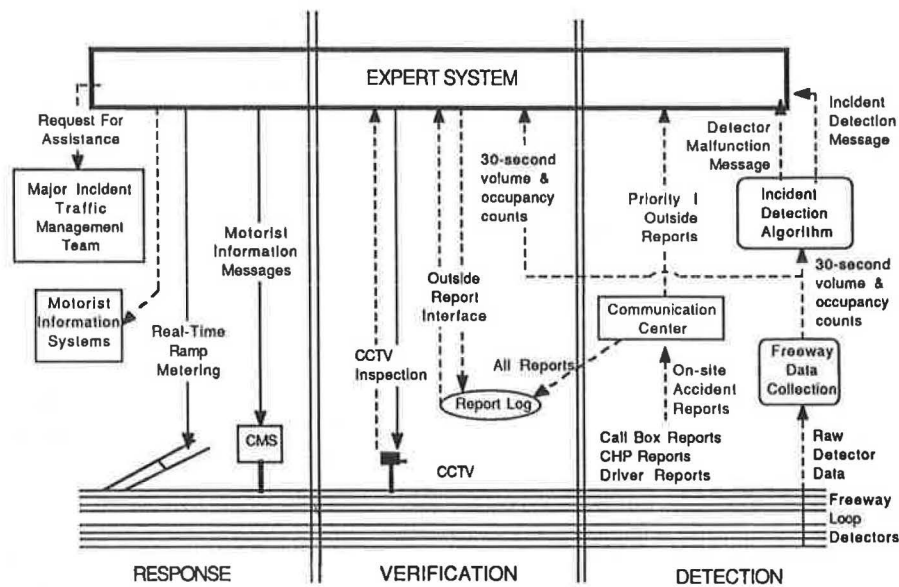 EXPERT SYSTEM
Request For
Assistance
Major Incident
Traffic
Management
Team
Motorist
Information
Systems
Real-Time
Ramp
Metering
Motorist
Information
Messages
CMS
CCTV
Inspection
CCTV
Outside
Report
Interface
30-second
volume &
occupancy
counts
All Reports
Report Log
Priority I
Outside
Reports
Communication
Center
On-site
Accident
Reports
Call Box Reports
CHP Reports
Driver Reports
Detector
Malfunction
Message
Incident
Detection
Message
Incident
Detection
Algorithm
30-second
volume &
occupancy
counts
Freeway
Data
Collection
Raw
Detector
Data
Freeway
Loop
Detectors
RESPONSE
VERIFICATION
DETECTION